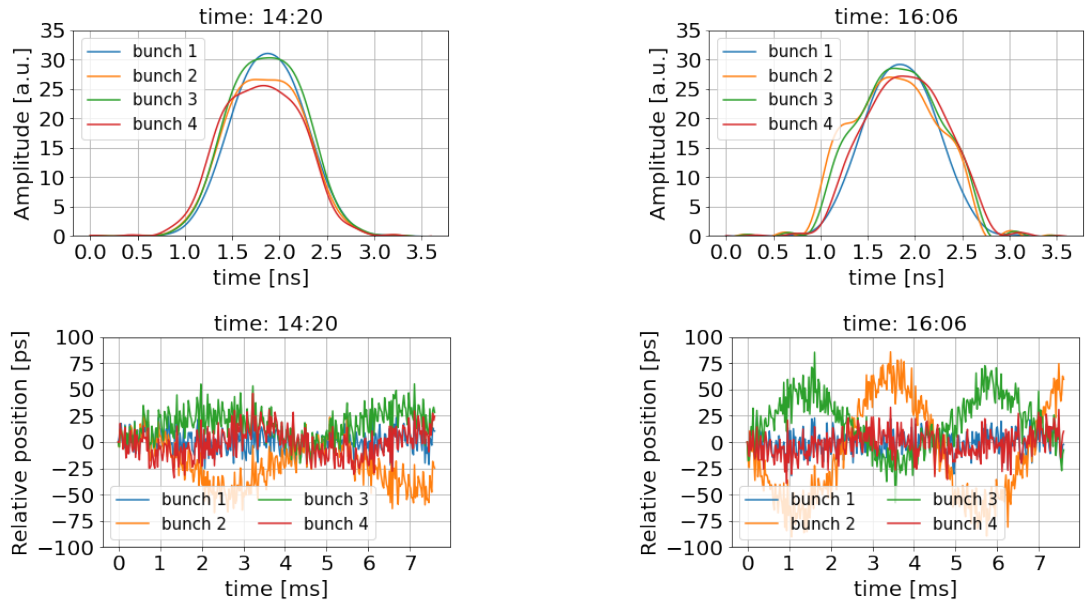 time: 14:20
Amplitude [a.u.]
35
30
25
20
15
10
5
0
bunch 1
bunch 2
bunch 3
bunch 4
0.0 0.5 1.0 1.5 2.0 2.5 3.0 3.5
time [ns]
time: 16:06
Amplitude [a.u.]
35
30
25
20
15
10
5
0
bunch 1
bunch 2
bunch 3
bunch 4
0.0 0.5 1.0 1.5 2.0 2.5 3.0 3.5
time [ns]
time: 14:20
Relative position [ps]
100
75
50
25
0
−25
−50
−75
−100
bunch 1 bunch 3
bunch 2 bunch 4
0 1 2 3 4 5 6 7
time [ms]
time: 16:06
Relative position [ps]
100
75
50
25
0
−25
−50
−75
−100
bunch 1 bunch 3
bunch 2 bunch 4
0 1 2 3 4 5 6 7
time [ms]